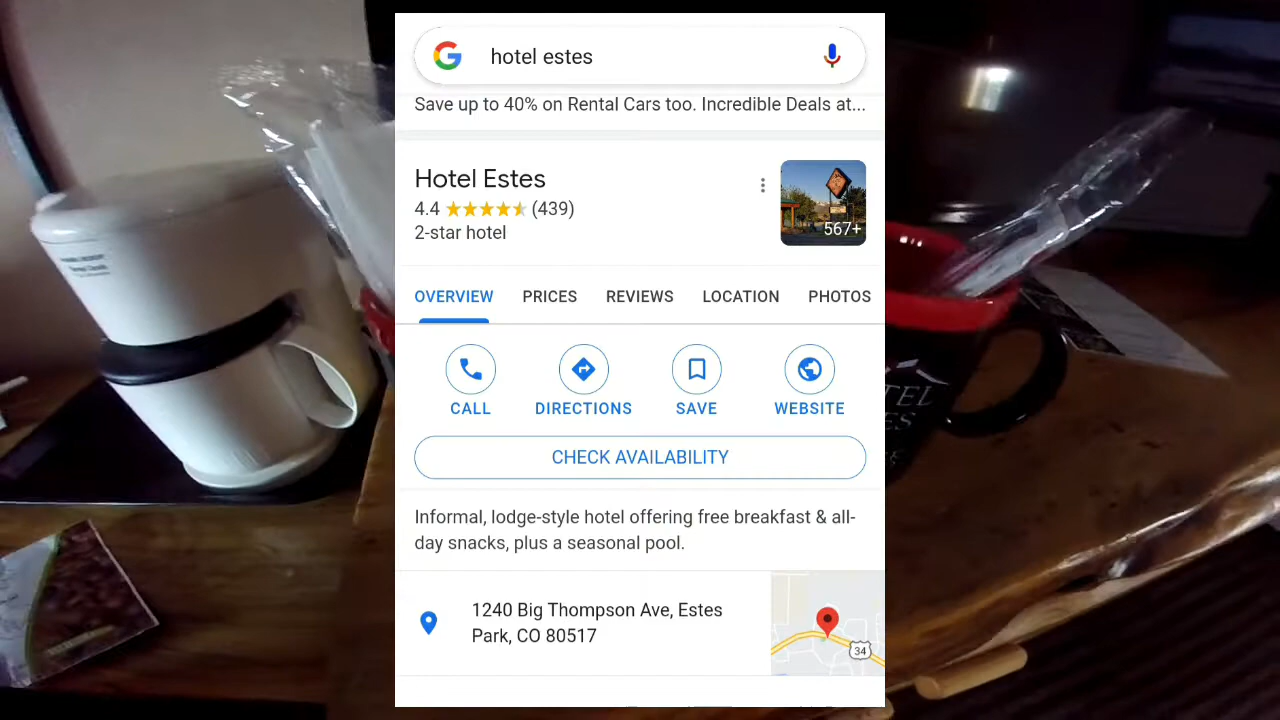 hotel estes
Save up to 40% on Rental Cars too. Incredible Deals at...
Hotel Estes
4.4 (439)
2-star hotel
567+
OVERVIEW PRICES REVIEWS LOCATION PHOTOS
CALL DIRECTIONS SAVE WEBSITE
CHECK AVAILABILITY
Informal, lodge-style hotel offering free breakfast & all-
day snacks, plus a seasonal pool.
1240 Big Thompson Ave, Estes
Park, CO 80517
34